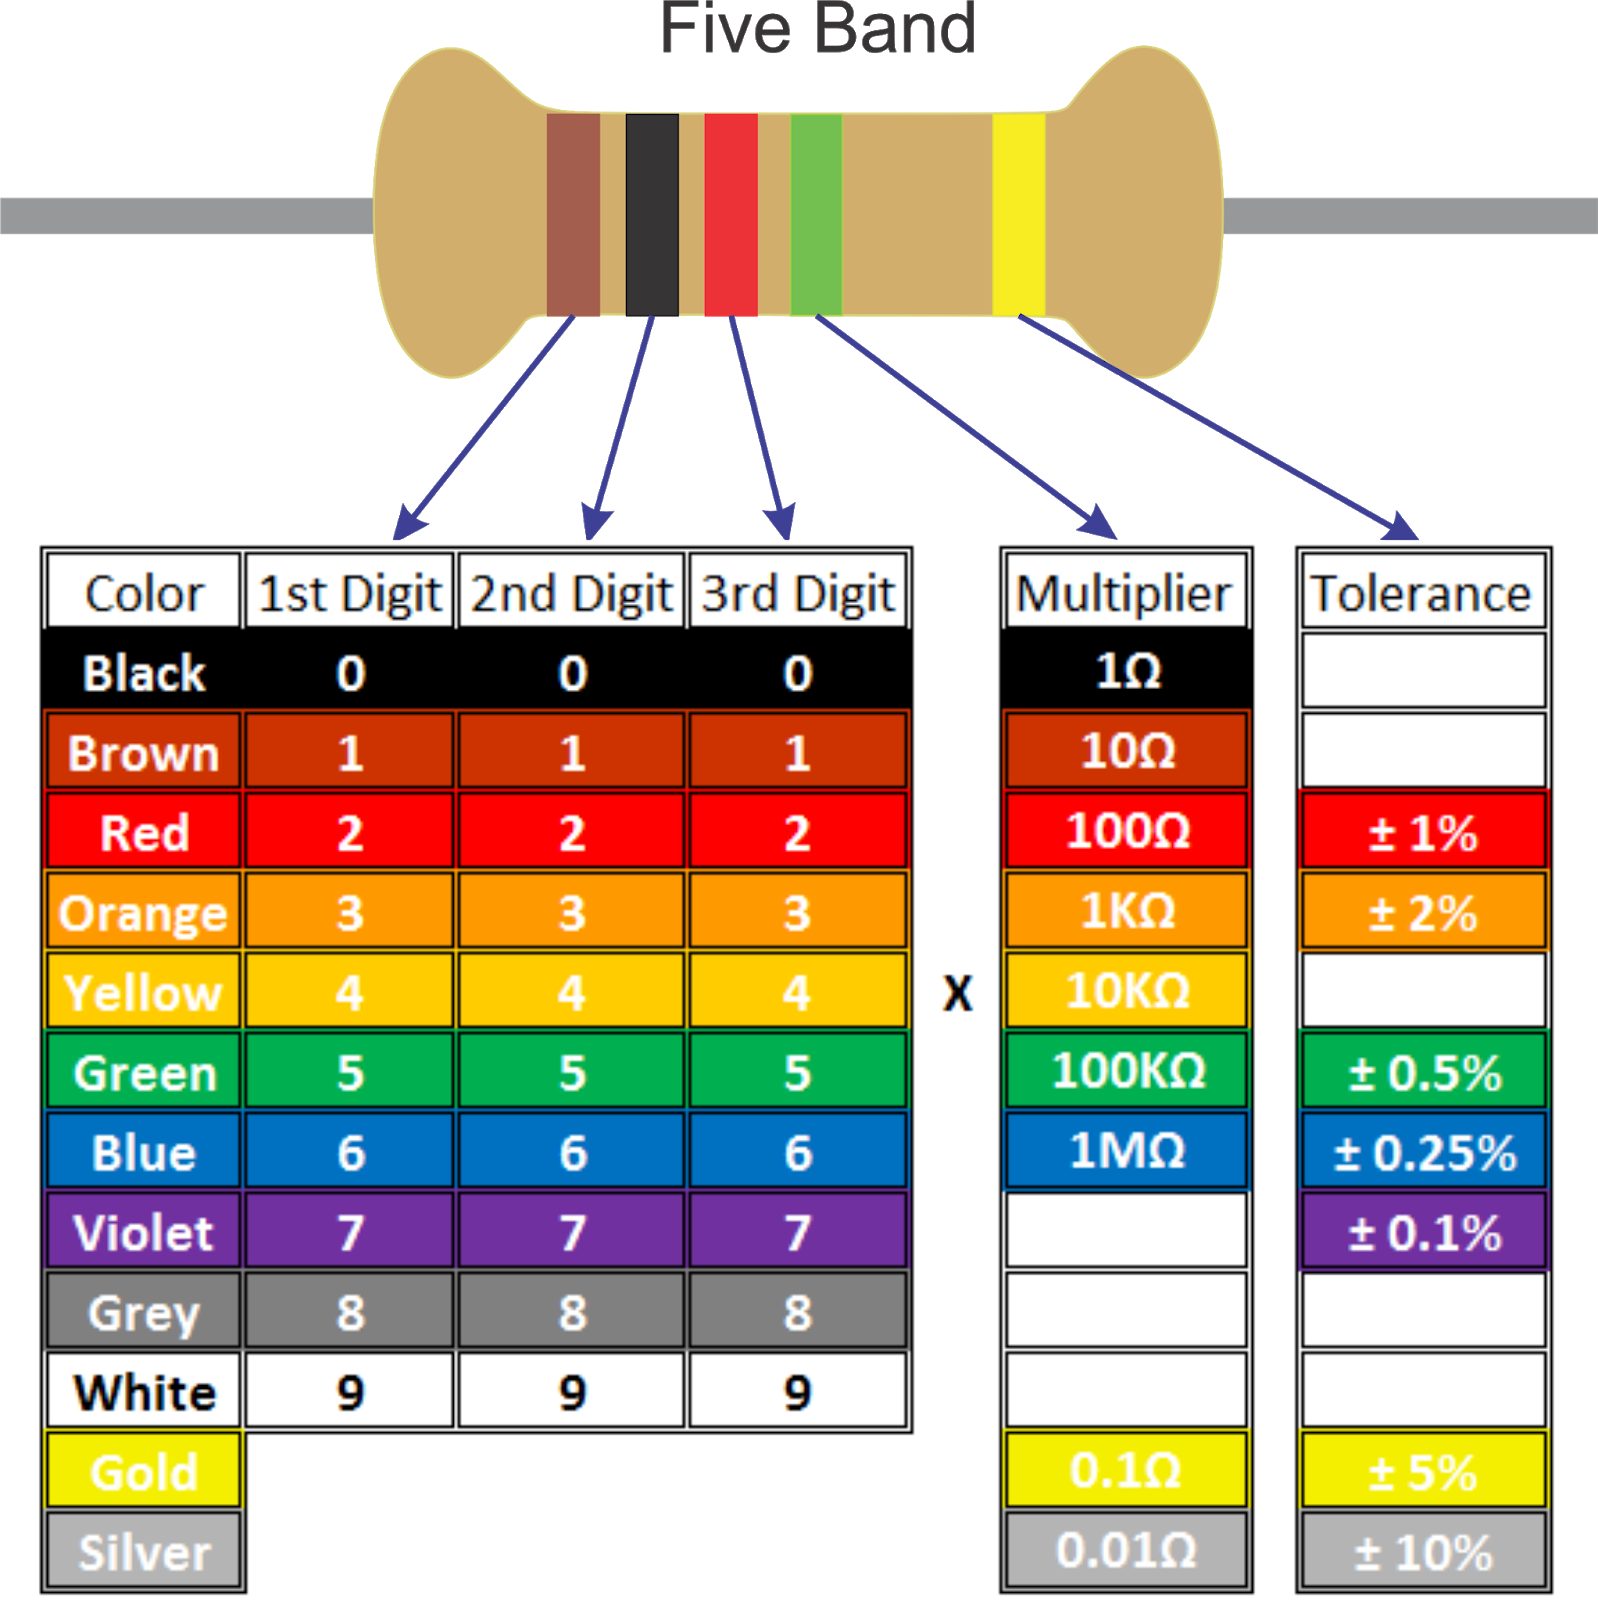 Five Band
Color 1st Digit 2nd Digit 3rd Digit Multiplier Tolerance
Black 0 0 0 1Ω
Brown 1 1 1 10Ω
Red 2 2 2 100Ω ± 1%
Orange 3 3 3 1KΩ ± 2%
Yellow 4 4 4 X 10KΩ
Green 5 5 5 100KΩ ± 0.5%
Blue 6 6 6 1MΩ ± 0.25%
Violet 7 7 7 ± 0.1%
Grey 8 8 8
White 9 9 9
Gold 0.1Ω ± 5%
Silver 0.01Ω ± 10%